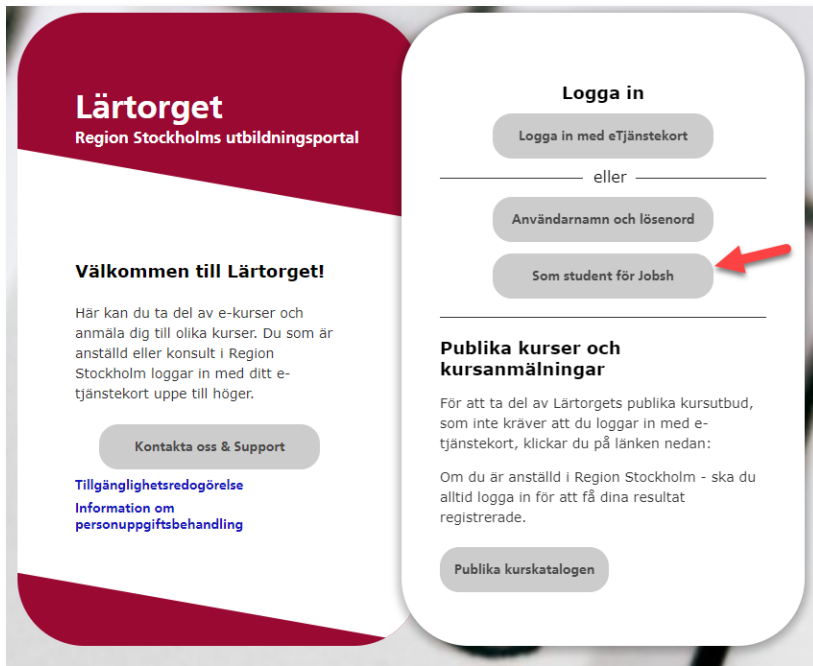 Lärtorget
Region Stockholms utbildningsportal
Välkommen till Lärtorget!
Här kan du ta del av e-kurser och
anmäla dig till olika kurser. Du som är
anställd eller konsult i Region
Stockholm loggar in med ditt e-
tjänstekort uppe till höger.
Kontakta oss & Support
Tillgänglighetsredogörelse
Information om
personuppgiftsbehandling
Logga in
Logga in med eTjänstekort
eller
Användarnamn och lösenord
Som student för Jobsh
Publika kurser och
kursanmälningar
För att ta del av Lärtorgets publika kursutbud,
som inte kräver att du loggar in med e-
tjänstekort, klickar du på länken nedan:
Om du är anställd i Region Stockholm - ska du
alltid logga in för att få dina resultat
registrerade.
Publika kurskatalogen